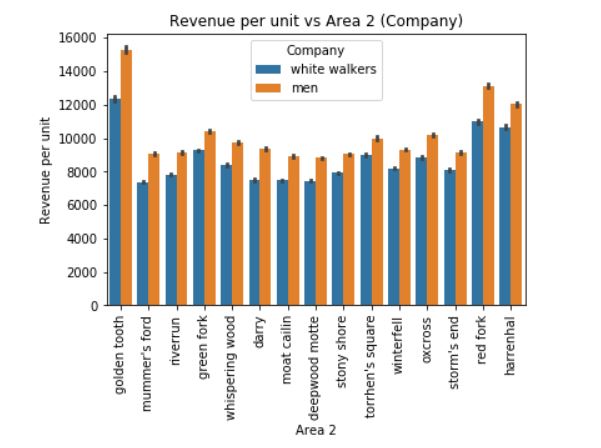 Revenue per unit vs Area 2 (Company)
Revenue per unit
16000
14000
12000
10000
8000
6000
4000
2000
0
Company
white walkers
men
golden tooth
mummer's ford
riverrun
green fork
whispering wood
darry
moat cailin
deepwood motte
stony shore
torrhen's square
winterfell
oxcross
storm's end
red fork
harrenhal
Area 2